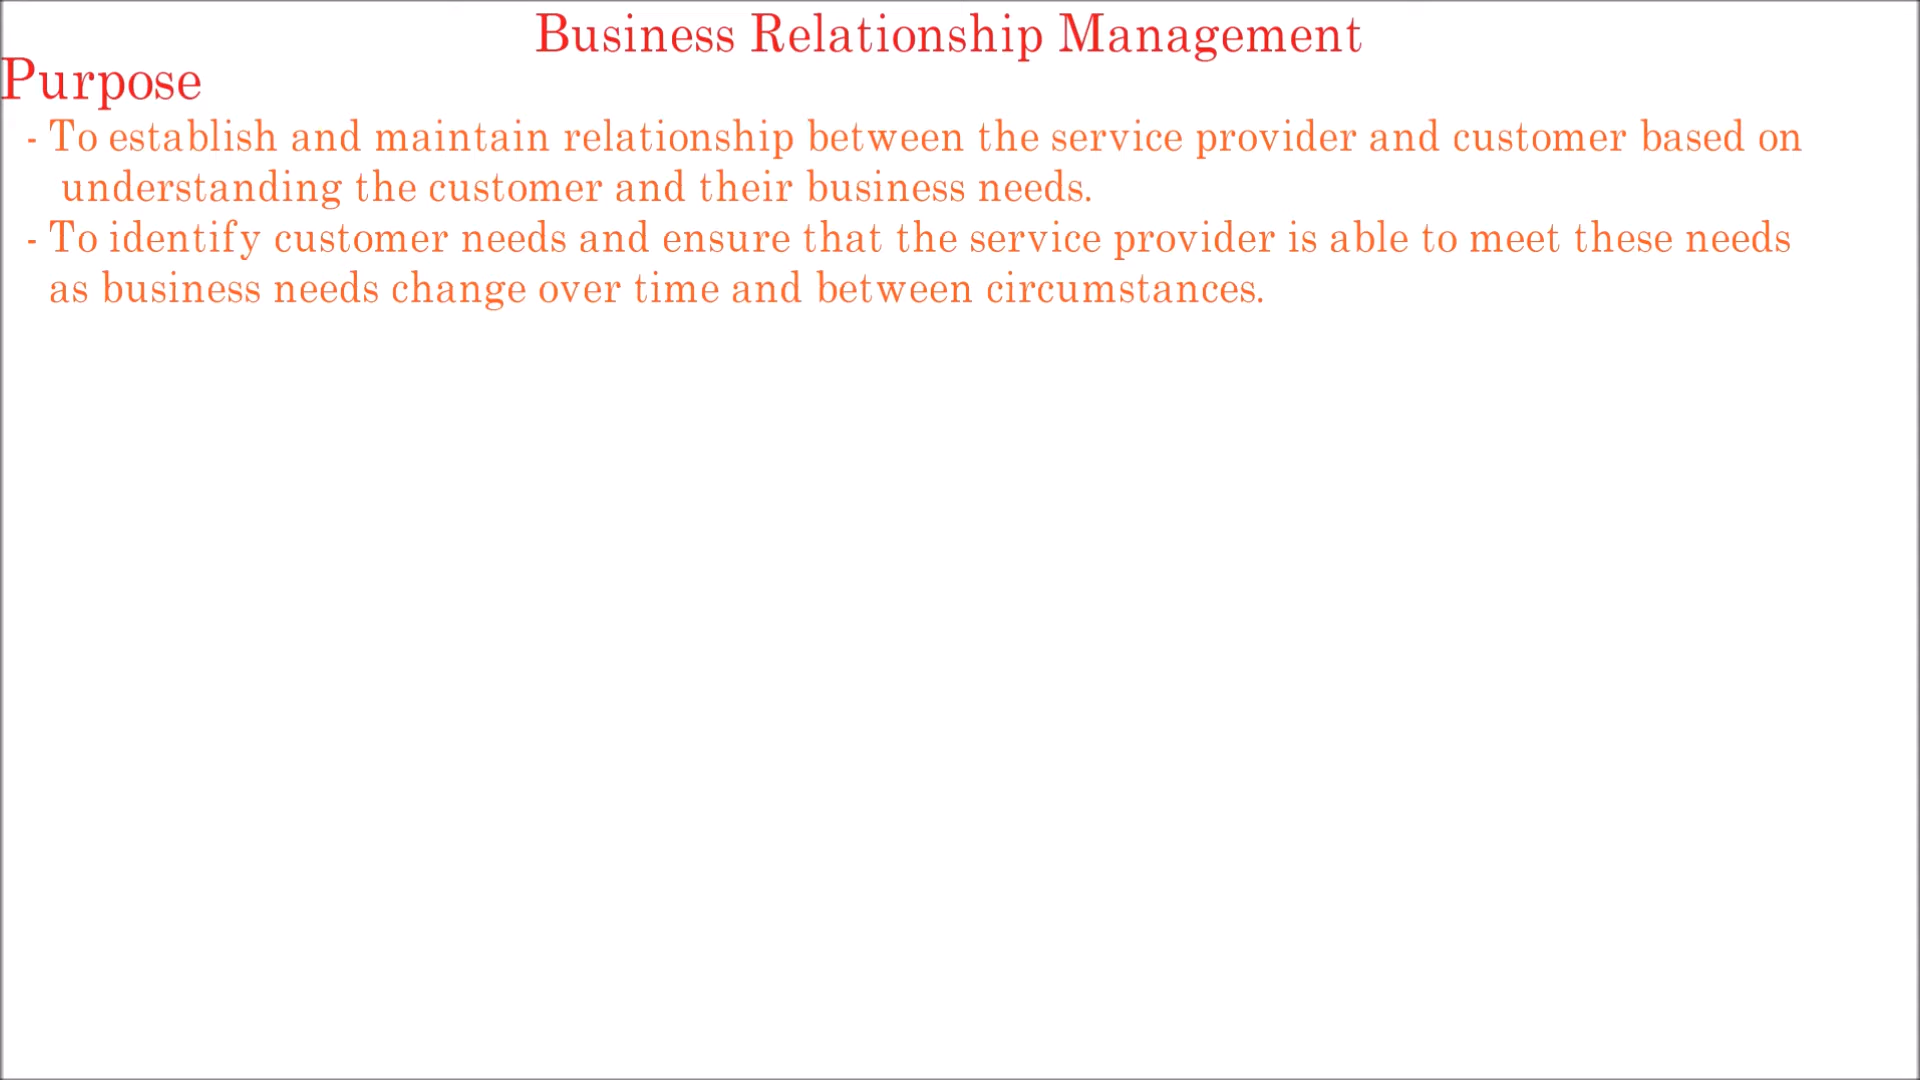 Business Relationship Management
Purpose
- To establish and maintain relationship between the service provider and customer based on
understanding the customer and their business needs.
- To identify customer needs and ensure that the service provider is able to meet these needs
as business needs change over time and between circumstances.